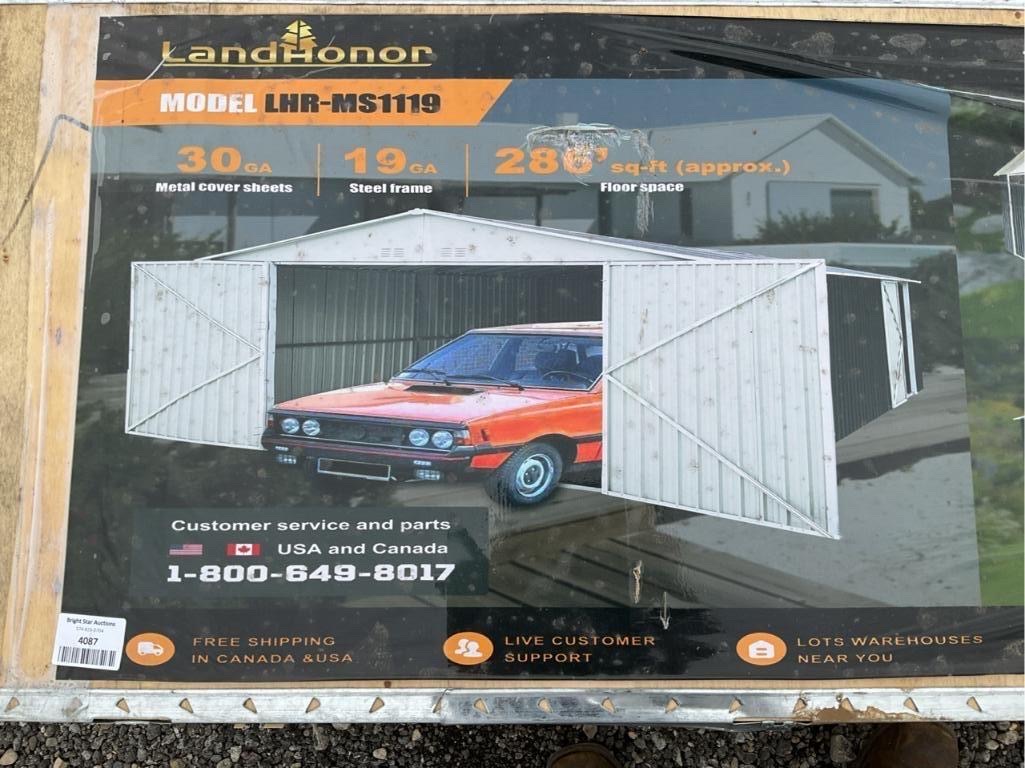 LandHonor
MODEL LHR-MS1119
30GA
Metal cover sheets
19GA
Steel frame
280' sq-ft (approx.)
Floor space
Customer service and parts
USA and Canada
1-800-649-8017
Bright Star Auctions
4087
FREE SHIPPING
IN CANADA &USA
LIVE CUSTOMER
SUPPORT
LOTS WAREHOUSES
NEAR YOU